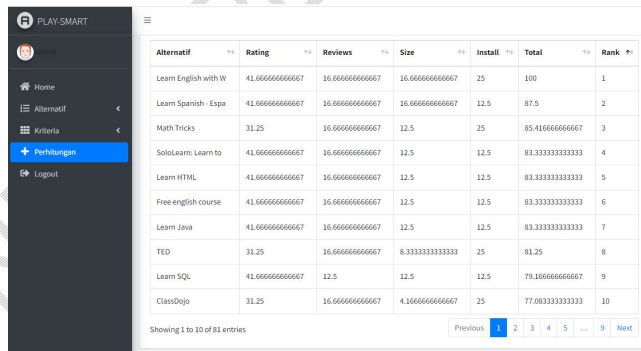 R PLAY-SMART
Home
Alternatif
Kriteria
Perhitungan
Logout
Alternatif Rating Reviews Size Install Total Rank
Learn English with W 41.666666666667 16.666666666667 16.666666666667 25 100 1
Learn Spanish - Espa 41.666666666667 16.666666666667 16.666666666667 12.5 87.5 2
Math Tricks 31.25 16.666666666667 12.5 25 85.416666666667 3
SoloLearn: Learn to 41.666666666667 16.666666666667 12.5 12.5 83.333333333333 4
Learn HTML 41.666666666667 16.666666666667 12.5 12.5 83.333333333333 5
Free english course 41.666666666667 16.666666666667 12.5 12.5 83.333333333333 6
Learn Java 41.666666666667 16.666666666667 12.5 12.5 83.333333333333 7
TED 31.25 16.666666666667 8.3333333333333 25 81.25 8
Learn SQL 41.666666666667 12.5 12.5 12.5 79.166666666667 9
ClassDojo 31.25 16.666666666667 4.1666666666667 25 77.083333333333 10
Showing 1 to 10 of 81 entries
Previous 1 2 3 4 5 ... 9 Next